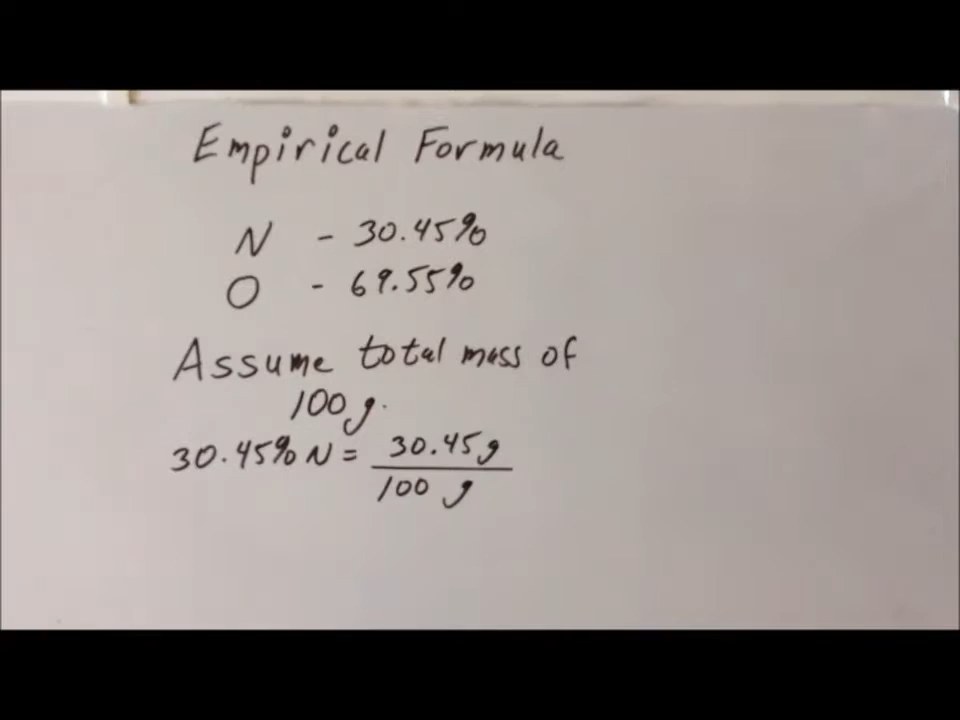 Empirical Formula
N - 30.45%
O - 69.55%
Assume total mass of
100 g.
30.45% N = 30.45 g
100 g